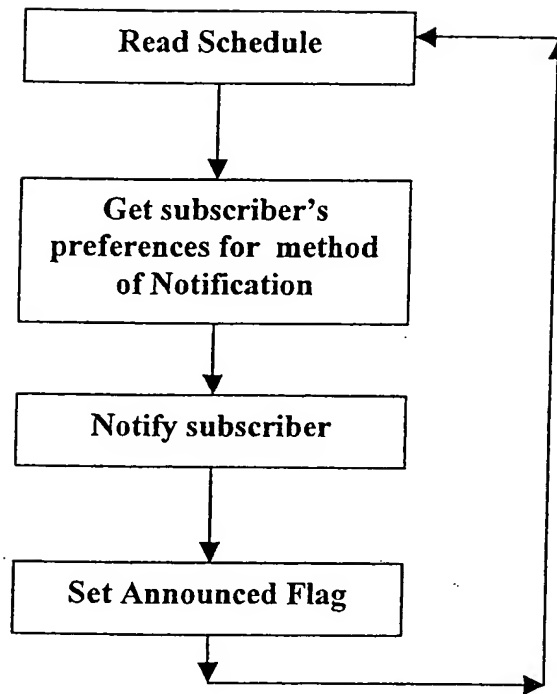 Read Schedule
Get subscriber's
preferences for method
of Notification
Notify subscriber
Set Announced Flag